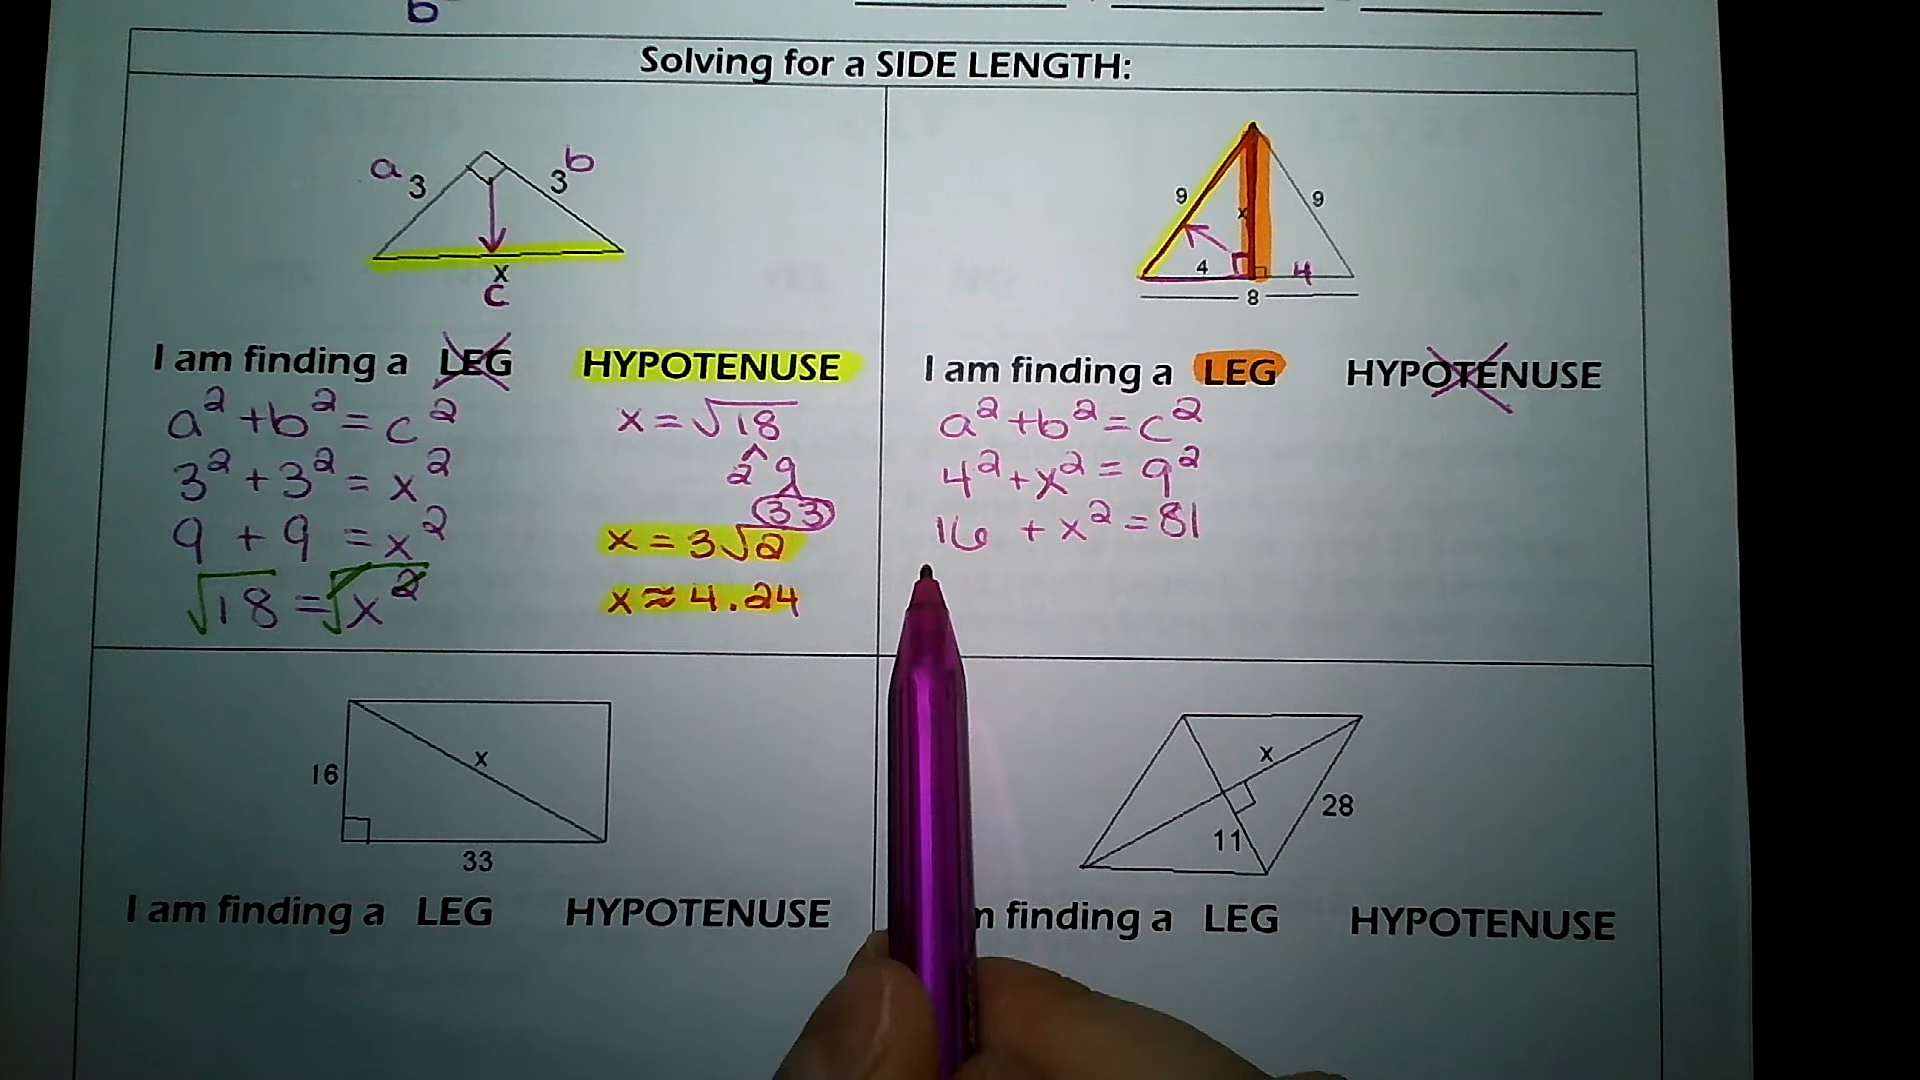 b
Solving for a SIDE LENGTH:
a 3
3 b
x
c
I am finding a LEG HYPOTENUSE
a² + b² = c²
3² + 3² = x²
9 + 9 = x²
√18 = √x²
x = √18
2 9
3 3
x = 3√2
x ≈ 4.24
9
9
x
4
4
8
I am finding a LEG HYPOTENUSE
a² + b² = c²
4² + x² = 9²
16 + x² = 81
16
x
33
I am finding a LEG HYPOTENUSE
x
28
11
finding a LEG HYPOTENUSE